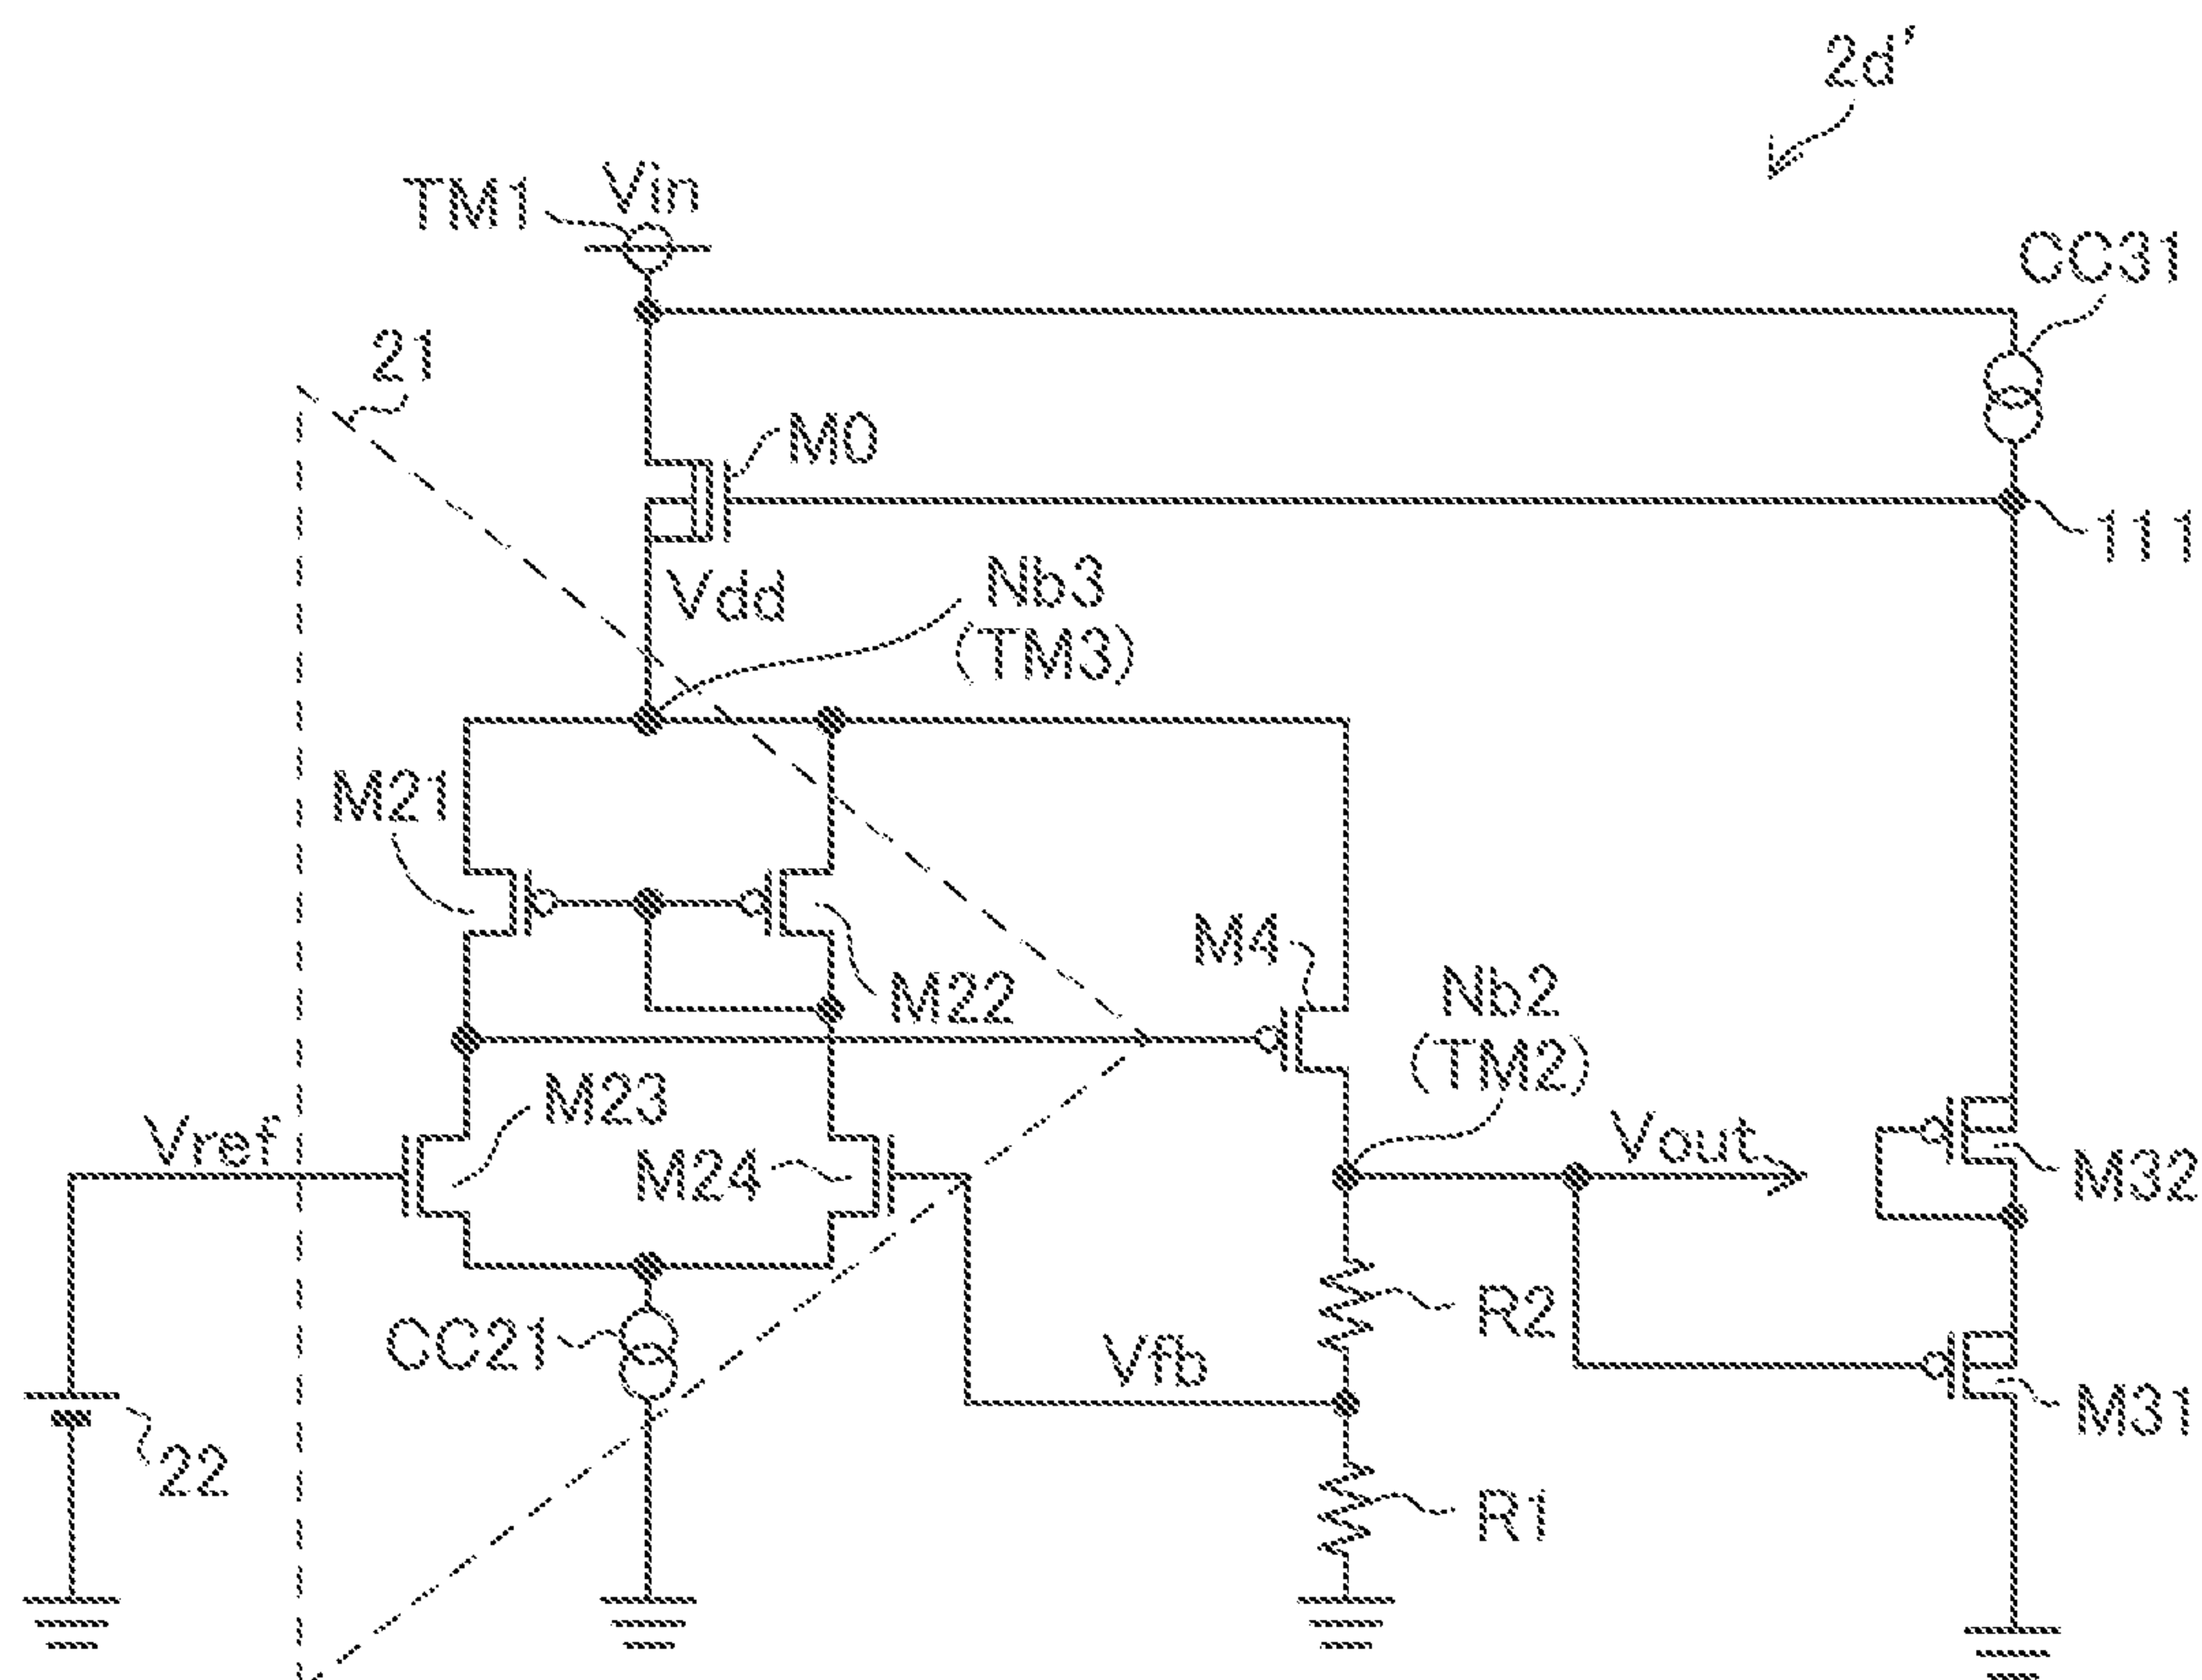 2d'
TM1
Vin
CC31
21
M0
111
Vdd
Nb3
(TM3)
M21
M4
M22
Nb2
(TM2)
M23
Vref
M24
Vout
M32
CC21
R2
Vfb
M31
22
R1